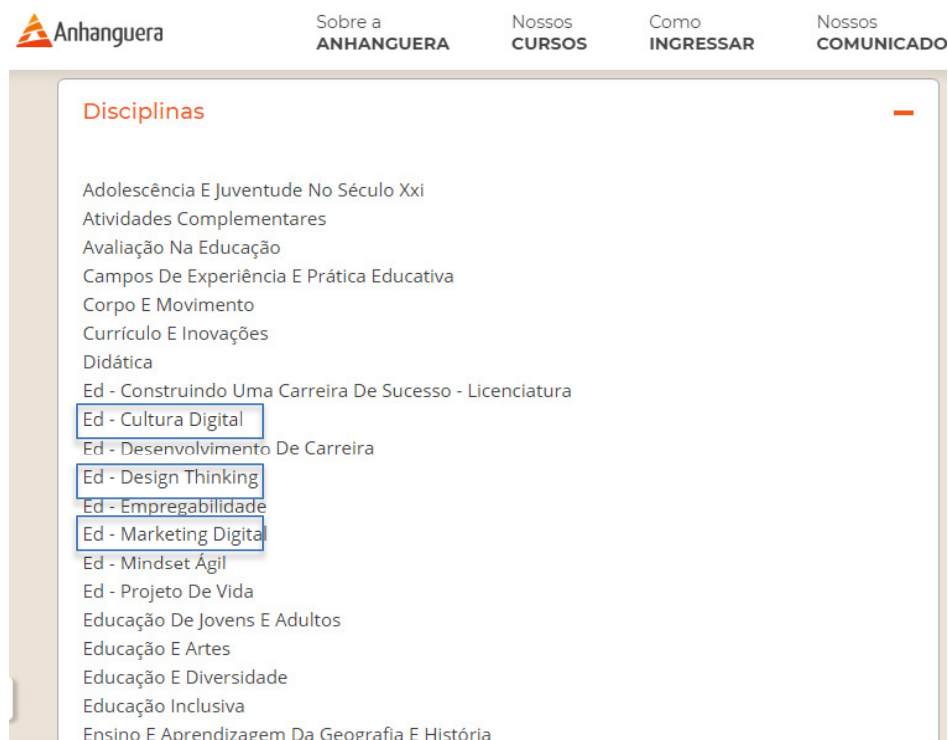 Anhanguera
Sobre a
ANHANGUERA
Nossos
CURSOS
Como
INGRESSAR
Nossos
COMUNICADO
Disciplinas
Adolescência E Juventude No Século Xxi
Atividades Complementares
Avaliação Na Educação
Campos De Experiência E Prática Educativa
Corpo E Movimento
Currículo E Inovações
Didática
Ed - Construindo Uma Carreira De Sucesso - Licenciatura
Ed - Cultura Digital
Ed - Desenvolvimento De Carreira
Ed - Design Thinking
Ed - Empregabilidade
Ed - Marketing Digital
Ed - Mindset Ágil
Ed - Projeto De Vida
Educação De Jovens E Adultos
Educação E Artes
Educação E Diversidade
Educação Inclusiva
Ensino E Aprendizagem Da Geografia E História